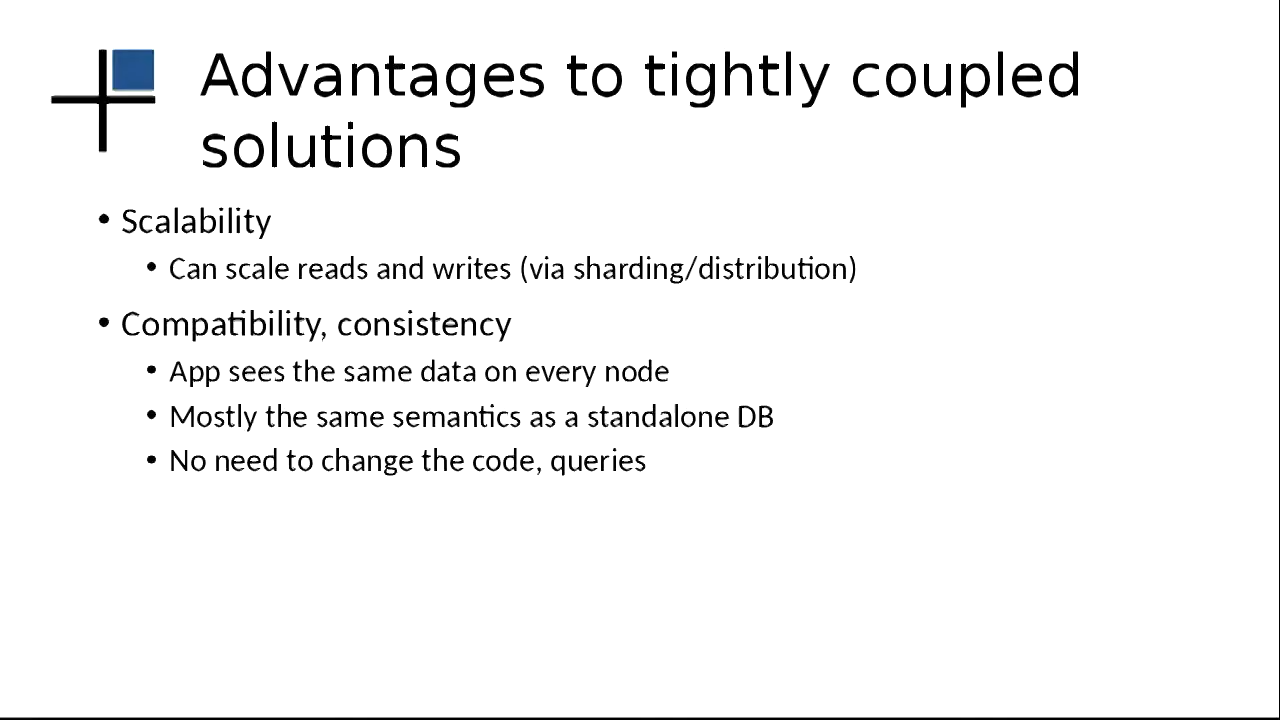 Advantages to tightly coupled
solutions
• Scalability
• Can scale reads and writes (via sharding/distribution)
• Compatibility, consistency
• App sees the same data on every node
• Mostly the same semantics as a standalone DB
• No need to change the code, queries